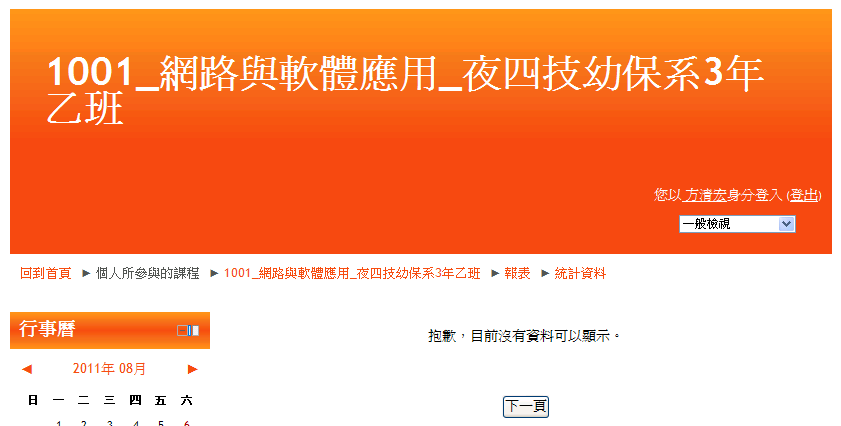 1001_網路與軟體應用_夜四技幼保系3年
乙班
您以 方清宏身分登入 (登出)
一般檢視
回到首頁 ► 個人所參與的課程 ► 1001_網路與軟體應用_夜四技幼保系3年乙班 ► 報表 ► 統計資料
行事曆
抱歉，目前沒有資料可以顯示。
◄ 2011年 08月 ►
日 一 二 三 四 五 六
下一頁
1 2 3 4 5 6